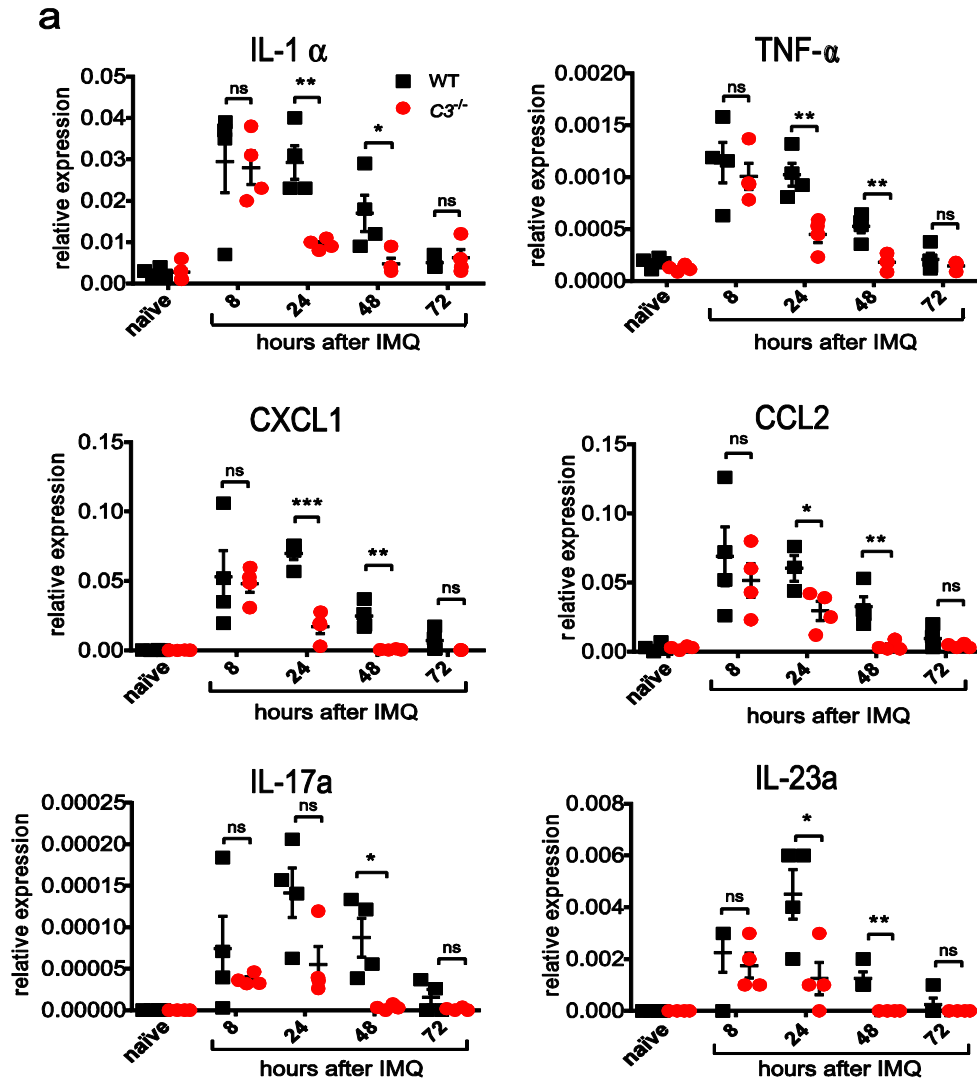 a
IL-1 α
relative expression
0.05
0.04
0.03
0.02
0.01
0.00
ns
**
*
ns
WT
C3-/-
naïve
8
24
48
72
hours after IMQ
TNF-α
relative expression
0.0020
0.0015
0.0010
0.0005
0.0000
ns
**
**
ns
naïve
8
24
48
72
hours after IMQ
CXCL1
relative expression
0.15
0.10
0.05
0.00
ns
***
**
ns
naïve
8
24
48
72
hours after IMQ
CCL2
relative expression
0.15
0.10
0.05
0.00
ns
*
**
ns
naïve
8
24
48
72
hours after IMQ
IL-17a
relative expression
0.00025
0.00020
0.00015
0.00010
0.00005
0.00000
ns
ns
*
ns
naïve
8
24
48
72
hours after IMQ
IL-23a
relative expression
0.008
0.006
0.004
0.002
0.000
ns
*
**
ns
naïve
8
24
48
72
hours after IMQ